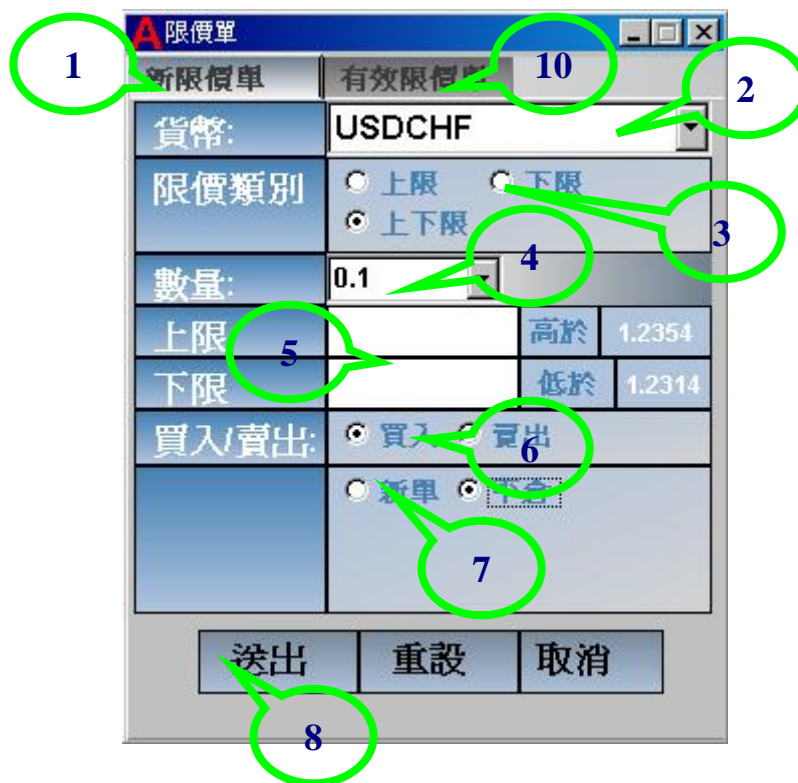 A 限價單
1 新限價單 有效限價單 10
貨幣: USDCHF 2
限價類別 上限 下限
上下限 3
數量: 0.1 4
上限 高於 1.2354
5
下限 低於 1.2314
買入/賣出: 買入 賣出
6
新單 平倉
7
送出 重設 取消
8